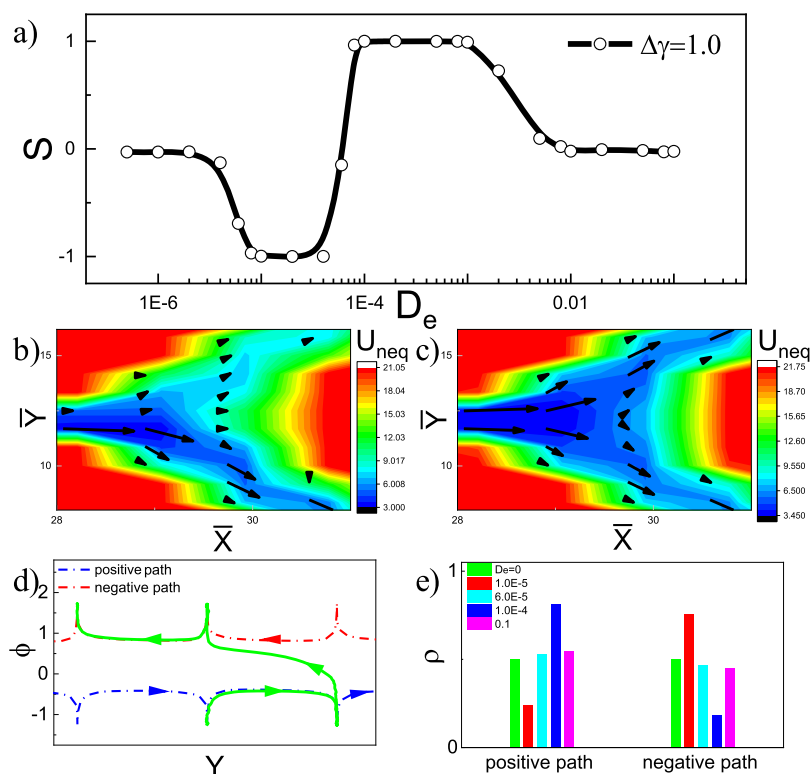 a)
1
0
-1
S
Δγ=1.0
1E-6
1E-4
0.01
De
b)
15
10
Y
28
30
X
Uneq
21.05
18.04
15.03
12.03
9.017
6.008
3.000
c)
15
10
Y
28
30
X
Uneq
21.75
18.70
15.65
12.60
9.550
6.500
3.450
d)
2
1
0
-1
ϕ
positive path
negative path
Y
e)
1
0
ρ
De=0
1.0E-5
6.0E-5
1.0E-4
0.1
positive path
negative path